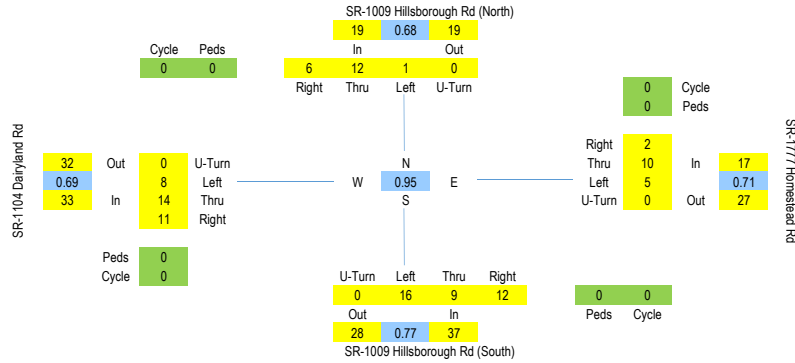 SR-1009 Hillsborough Rd (North)
19 0.68 19
Cycle Peds In Out
0 0 6 12 1 0
Right Thru Left U-Turn
0 Cycle
0 Peds
SR-1104 Dairyland Rd
SR-1777 Homestead Rd
Right 2
32 Out 0 U-Turn N Thru 10 In 17
0.69 8 Left W 0.95 E Left 5 0.71
33 In 14 Thru S U-Turn 0 Out 27
11 Right
Peds 0
Cycle 0
U-Turn Left Thru Right
0 16 9 12 0 0
Out In Peds Cycle
28 0.77 37
SR-1009 Hillsborough Rd (South)